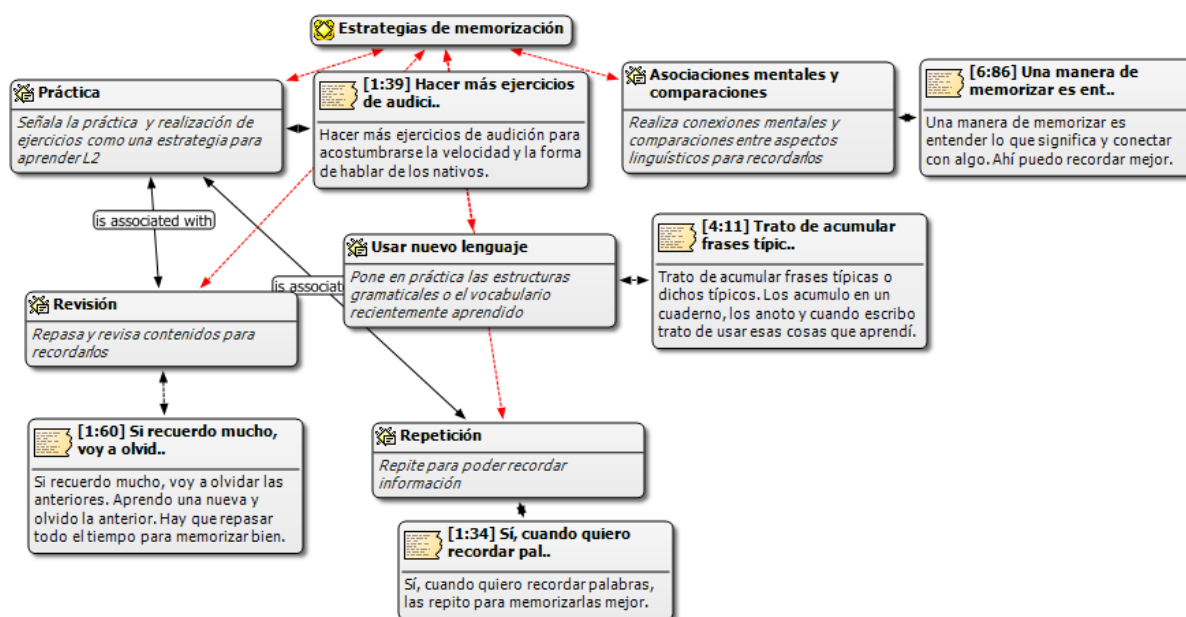 Estrategias de memorización
Práctica
Señala la práctica y realización de
ejercicios como una estrategia para
aprender L2
[1:39] Hacer más ejercicios
de audici..
Hacer más ejercicios de audición para
acostumbrarse la velocidad y la forma
de hablar de los nativos.
Asociaciones mentales y
comparaciones
Realiza conexiones mentales y
comparaciones entre aspectos
linguísticos para recordarlos
[6:86] Una manera de
memorizar es ent..
Una manera de memorizar es
entender lo que significa y conectar
con algo. Ahí puedo recordar mejor.
is associated with
Usar nuevo lenguaje
Pone en práctica las estructuras
gramaticales o el vocabulario
recientemente aprendido
[4:11] Trato de acumular
frases típic..
Trato de acumular frases típicas o
dichos típicos. Los acumulo en un
cuaderno, los anoto y cuando escribo
trato de usar esas cosas que aprendí.
is
Revisión
Repasa y revisa contenidos para
recordarlos
[1:60] Si recuerdo mucho,
voy a olvid..
Si recuerdo mucho, voy a olvidar las
anteriores. Aprendo una nueva y
olvido la anterior. Hay que repasar
todo el tiempo para memorizar bien.
Repetición
Repite para poder recordar
información
[1:34] Sí, cuando quiero
recordar pal..
Sí, cuando quiero recordar palabras,
las repito para memorizarlas mejor.